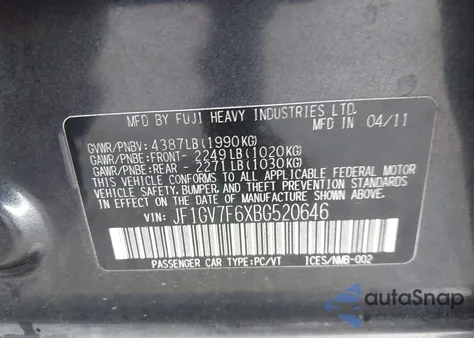 MFD BY FUJI HEAVY INDUSTRIES LTD.
MFD IN 04/11
GVWR/PNBV: 4387LB(1990KG)
GAWR/PNBE:FRONT- 2249LB(1020KG)
GAWR/PNBE:REAR - 2271LB(1030KG)
THIS VEHICLE CONFORMS TO ALL APPLICABLE FEDERAL MOTOR
VEHICLE SAFETY, BUMPER, AND THEFT PREVENTION STANDARDS
IN EFFECT ON THE DATE OF MANUFACTURE SHOWN ABOVE.
VIN: JF1GV7F6XBG520646
PASSENGER CAR TYPE:PC/VT ICES/NMB-002
autoSnap